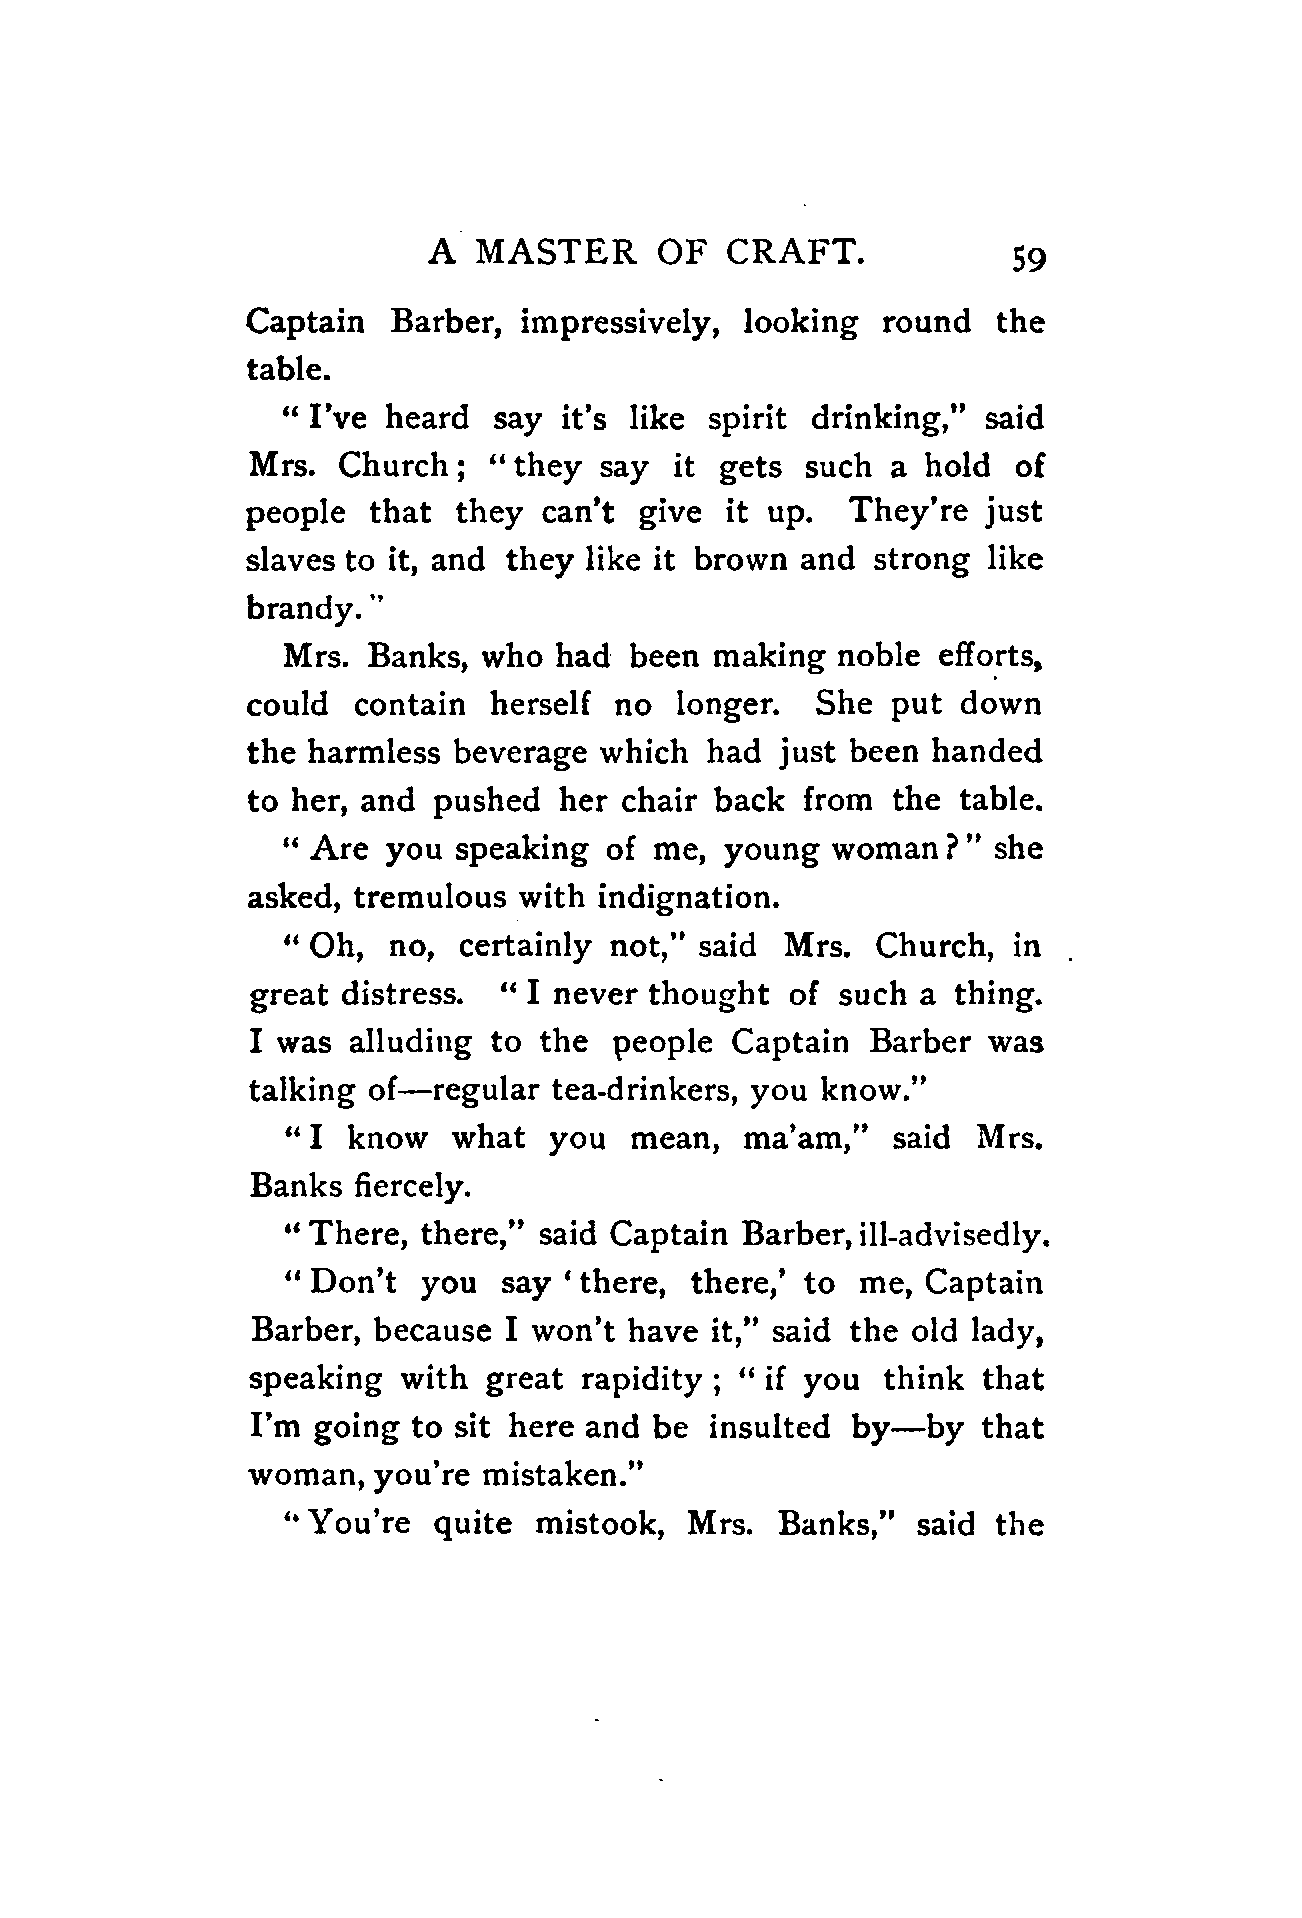 A MASTER OF CRAFT. 59
Captain Barber, impressively, looking round the
table.
"I've heard say it's like spirit drinking," said
Mrs. Church; "they say it gets such a hold of
people that they can't give it up. They're just
slaves to it, and they like it brown and strong like
brandy."
Mrs. Banks, who had been making noble efforts,
could contain herself no longer. She put down
the harmless beverage which had just been handed
to her, and pushed her chair back from the table.
"Are you speaking of me, young woman?" she
asked, tremulous with indignation.
"Oh, no, certainly not," said Mrs. Church, in
great distress. "I never thought of such a thing.
I was alluding to the people Captain Barber was
talking of—regular tea-drinkers, you know."
"I know what you mean, ma'am," said Mrs.
Banks fiercely.
"There, there," said Captain Barber, ill-advisedly.
"Don't you say 'there, there,' to me, Captain
Barber, because I won't have it," said the old lady,
speaking with great rapidity; "if you think that
I'm going to sit here and be insulted by—by that
woman, you're mistaken."
"You're quite mistook, Mrs. Banks," said the